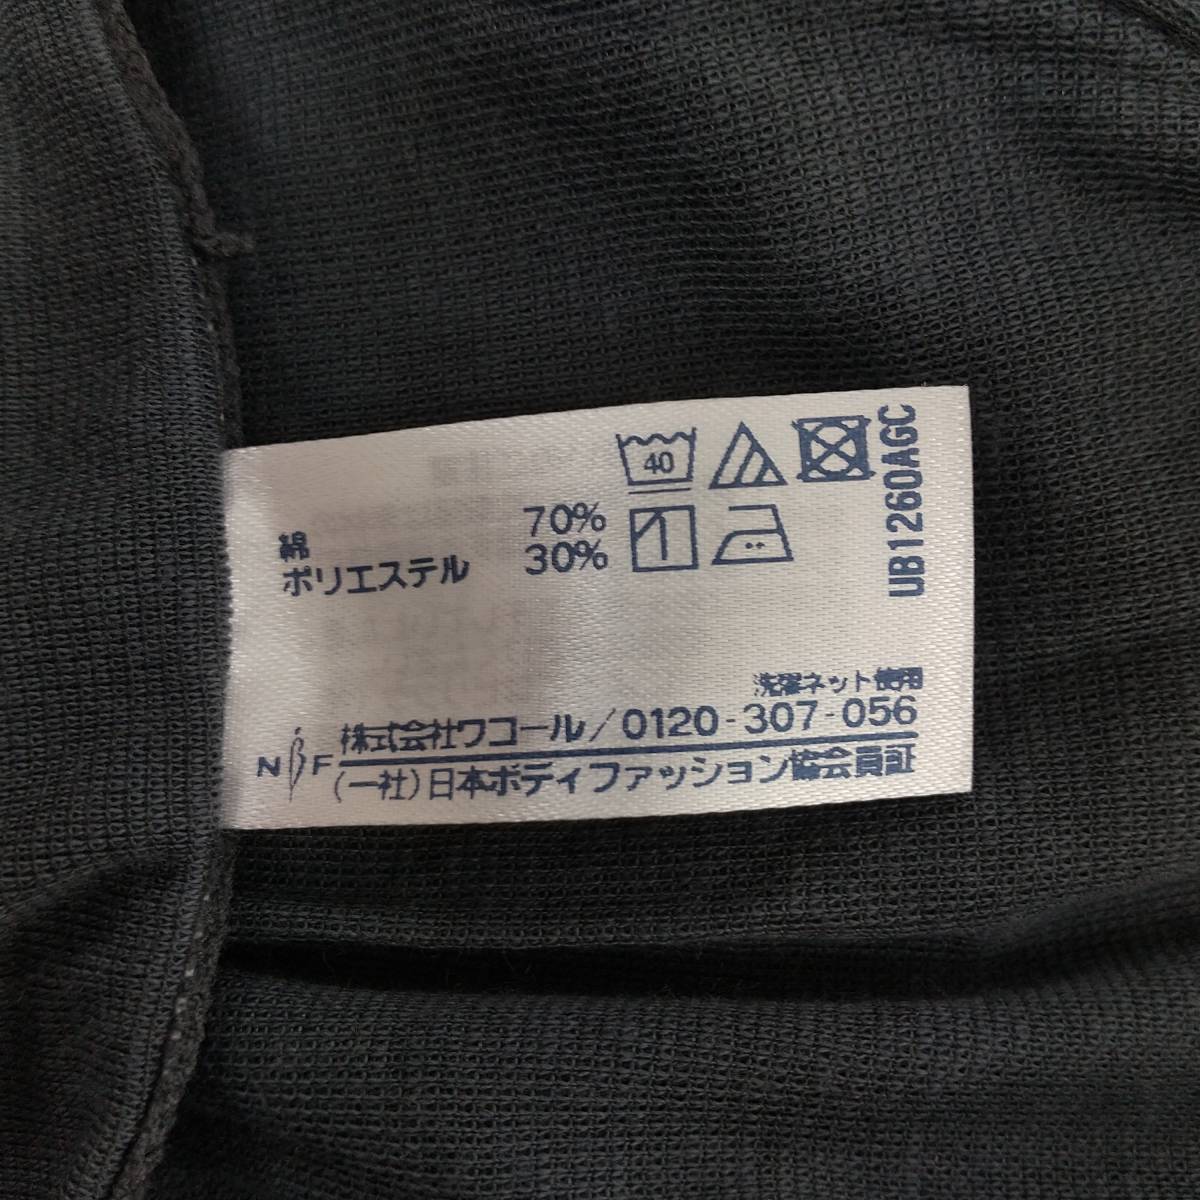 40
綿 70%
ポリエステル 30%
UB1260AGC
洗濯ネット使用
株式会社ワコール/0120-307-056
NBF
(一社)日本ボディファッション協会員証